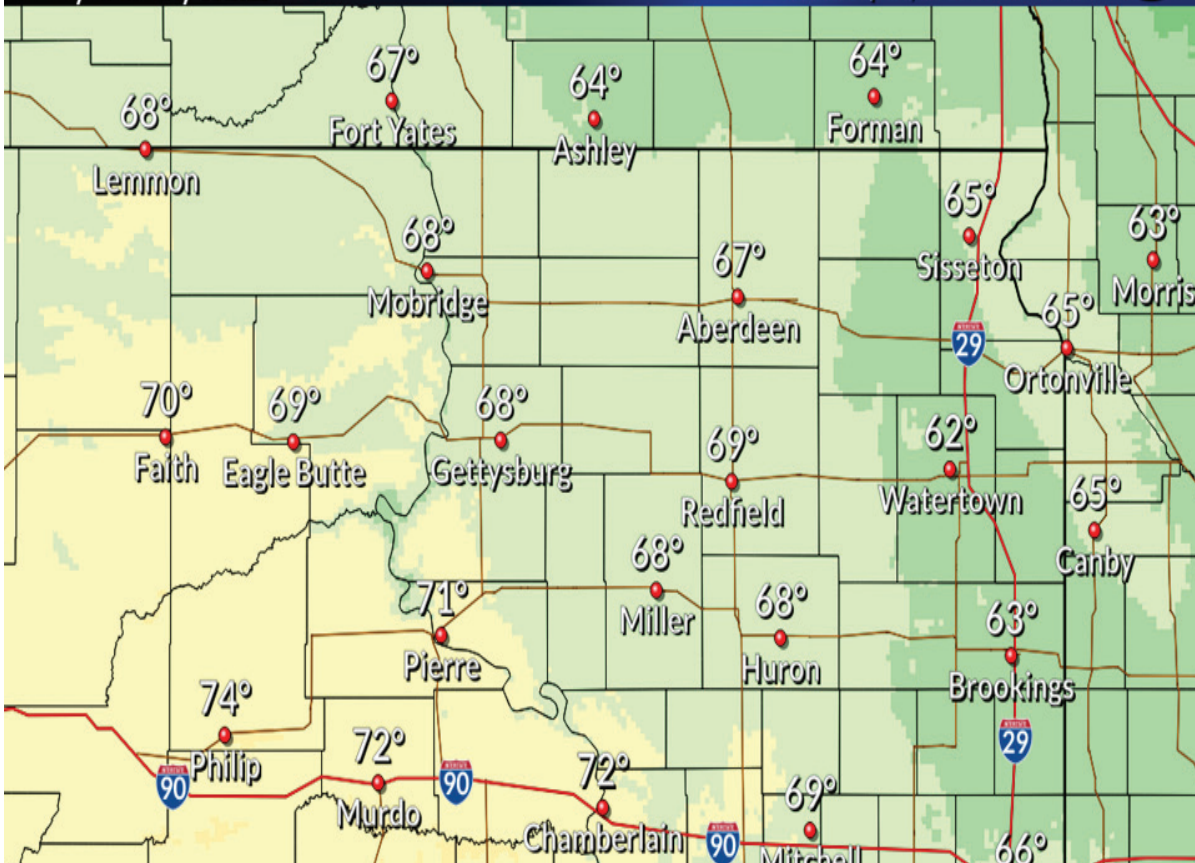 67°
Fort Yates
64°
Ashley
64°
Forman
68°
Lemmon
65°
Sisseton
63°
Morris
68°
Mobridge
67°
Aberdeen
29
65°
Ortonville
70°
Faith
69°
Eagle Butte
68°
Gettysburg
69°
Redfield
62°
Watertown
65°
Canby
68°
Miller
71°
Pierre
68°
Huron
63°
Brookings
74°
Philip
72°
Murdo
72°
Chamberlain
69°
Mitchell
66°
90
90
90
29